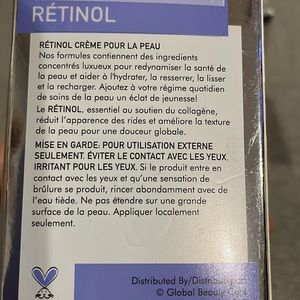 RÉTINOL
RÉTINOL CRÈME POUR LA PEAU
Nos formules contiennent des ingredients
concentrés luxueux pour redynamiser la santé de
la peau et aider à l'hydrater, la resserrer, la lisser
et la recharger. Ajoutez à votre régime quotidien
de soins de la peau un éclat de jeunesse!
Le RÉTINOL, essentiel au soutien du collagène,
réduit l'apparence des rides et améliore la texture
de la peau pour une douceur globale.
MISE EN GARDE: POUR UTILISATION EXTERNE
SEULEMENT. ÉVITER LE CONTACT AVEC LES YEUX.
IRRITANT POUR LES YEUX. Si le produit entre en
contact avec les yeux et qu'une sensation de
brûlure se produit, rincer abondamment avec de
l'eau tiède. Ne pas étendre sur une grande
surface de la peau. Appliquer localement
seulement.
Distributed By/Distribué par:
© Global Beauty Care